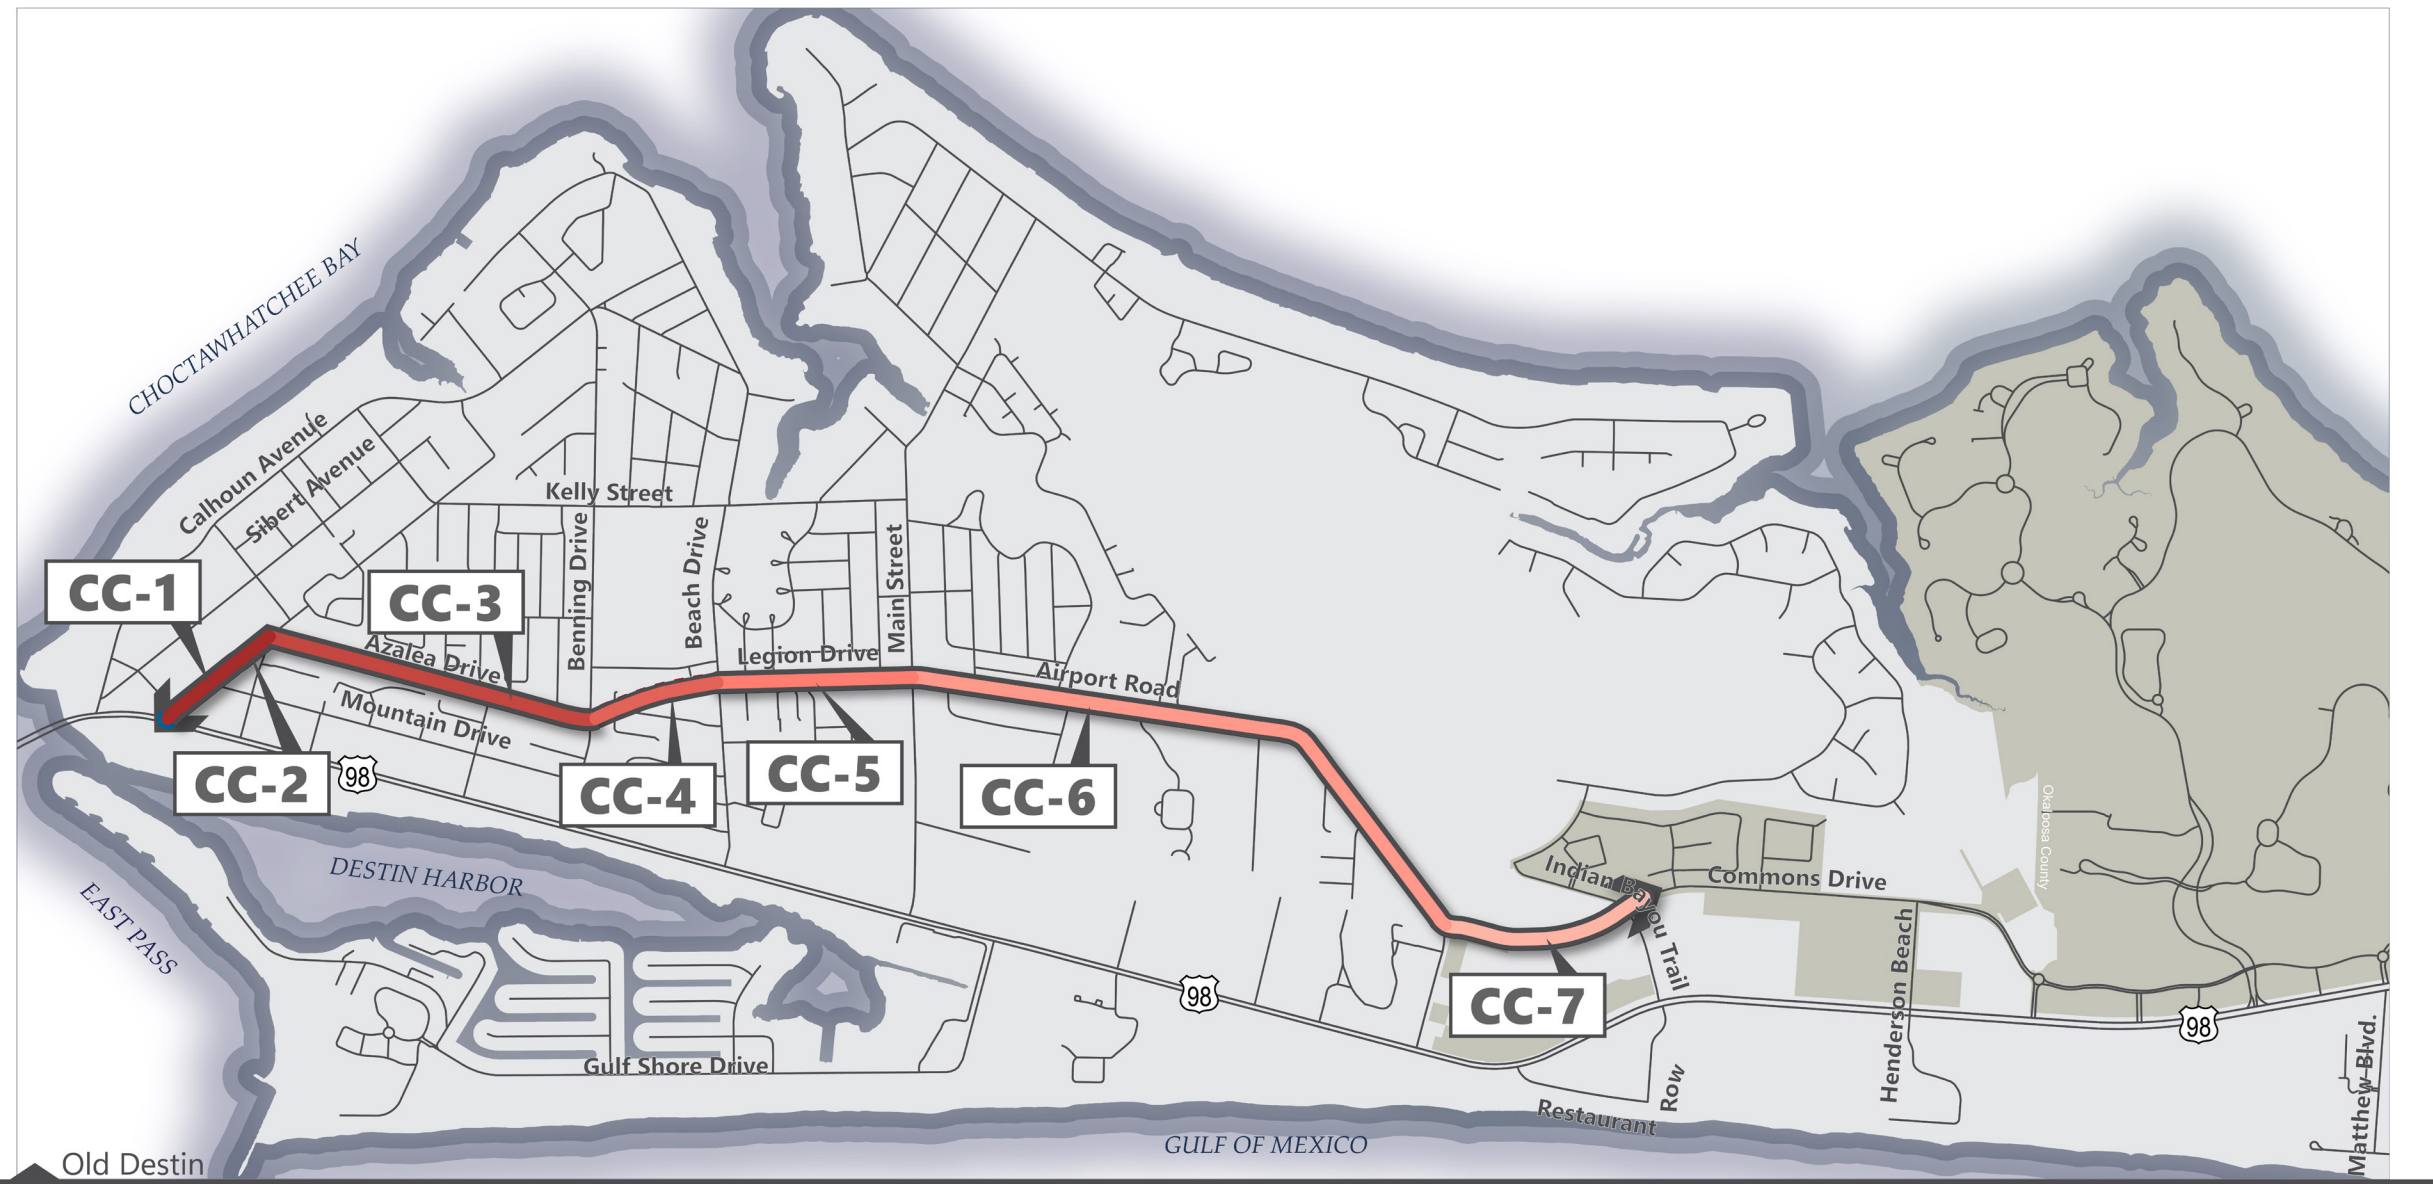 CHOCTAWHATCHEE BAY
Calhoun Avenue
Sibert Avenue
Kelly Street
Benning Drive
Beach Drive
Main Street
CC-1
CC-3
Azalea Drive
Legion Drive
Airport Road
Mountain Drive
CC-2
98
CC-4
CC-5
CC-6
Okaloosa County
DESTIN HARBOR
Indian Bayou Trail
Commons Drive
EAST PASS
98
CC-7
Henderson Beach
98
Gulf Shore Drive
Restaurant Row
Matthew Blvd.
GULF OF MEXICO
Old Destin